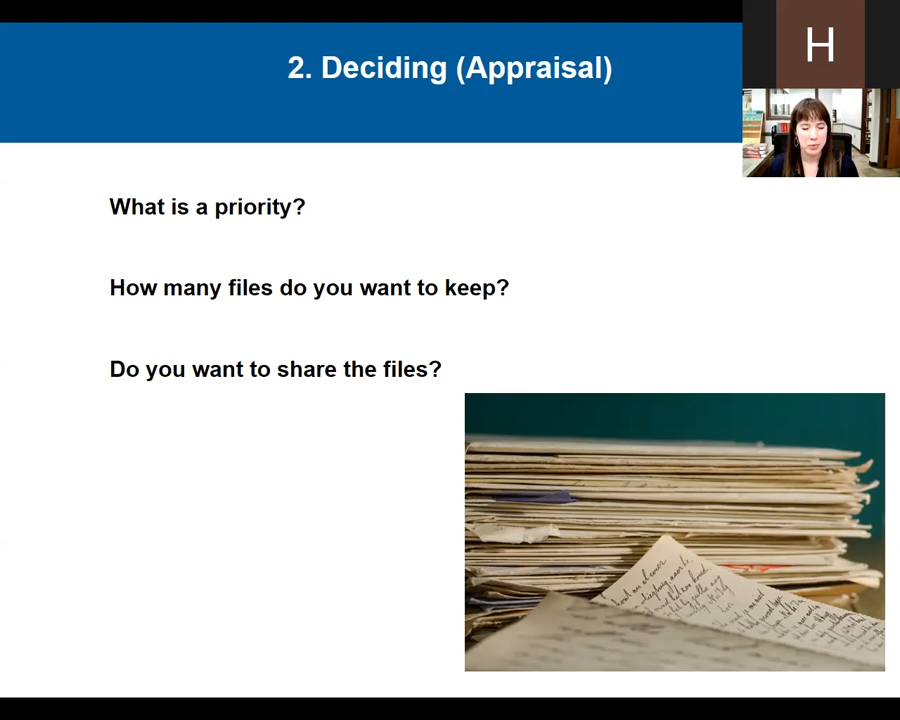 2. Deciding (Appraisal)
H
What is a priority?
How many files do you want to keep?
Do you want to share the files?